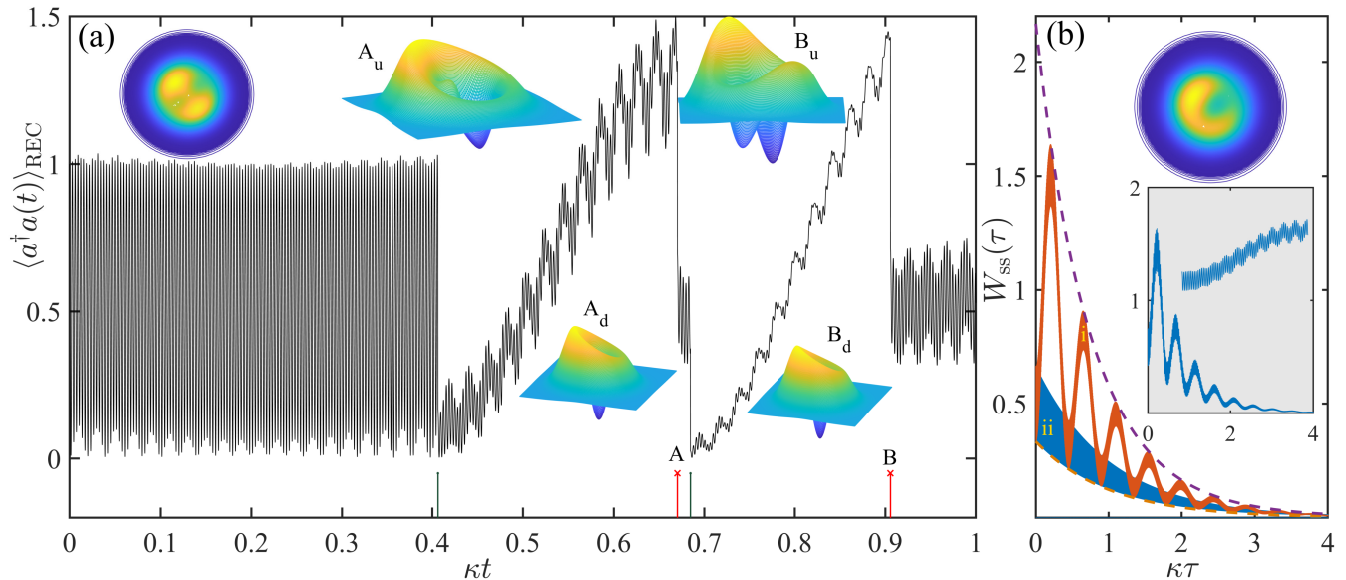 (a)
A_u
B_u
A_d
B_d
A
B
⟨a†a(t)⟩REC
1.5
1
0.5
0
0 0.1 0.2 0.3 0.4 0.5 0.6 0.7 0.8 0.9 1
κt
(b)
W_ss(τ)
2
1.5
1
0.5
i
ii
2
1
0 2 4
0 1 2 3 4
κτ